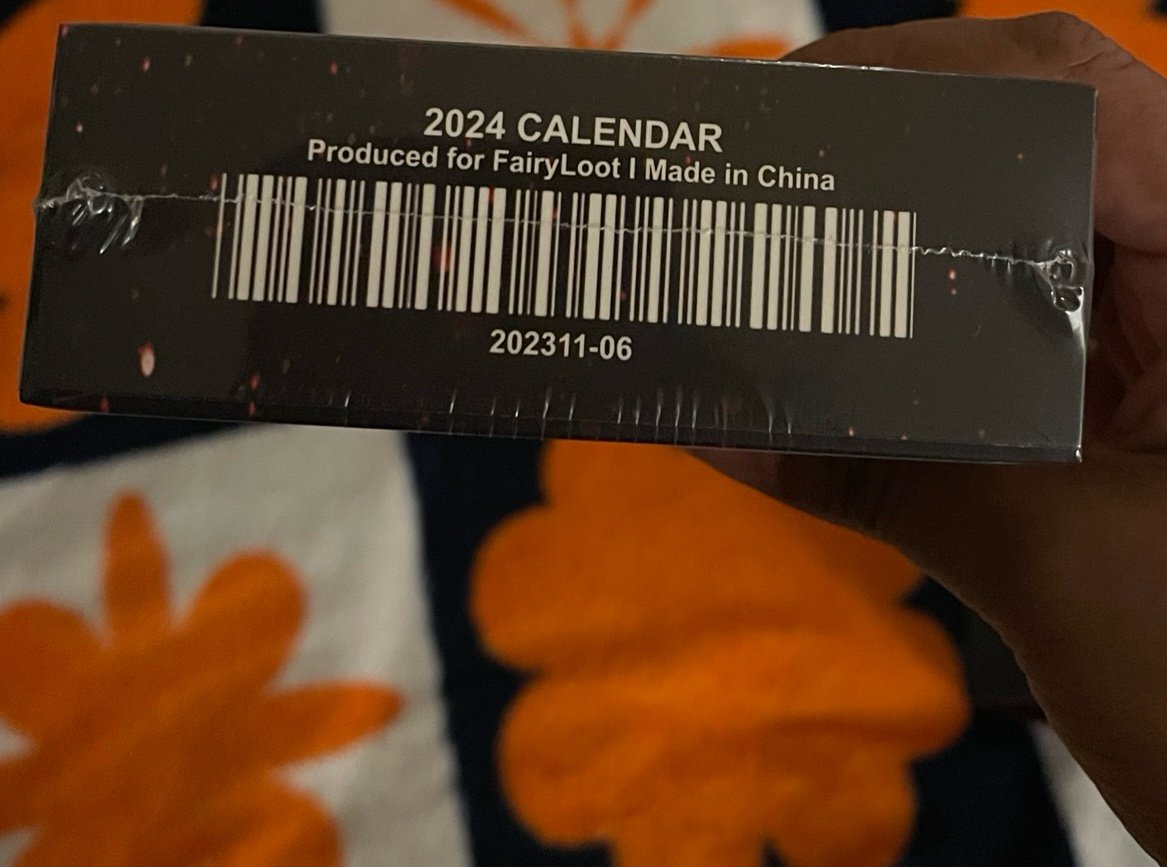 2024 CALENDAR
Produced for FairyLoot I Made in China
202311-06